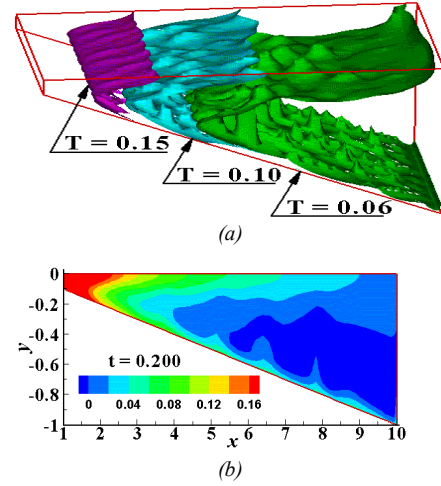 T = 0.15
T = 0.10
T = 0.06
(a)
0
-0.2
-0.4
-0.6
-0.8
-1
y
t = 0.200
0 0.04 0.08 0.12 0.16
1 2 3 4 5 6 7 8 9 10
x
(b)